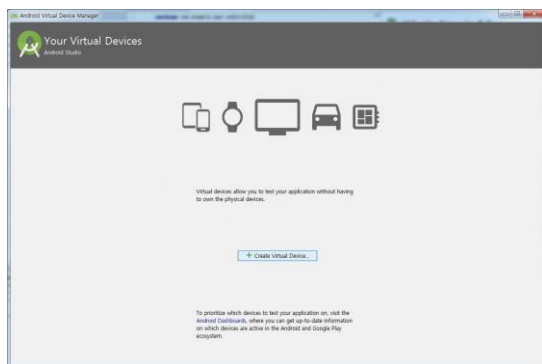 Android Virtual Device Manager
Your Virtual Devices
Android Studio
Virtual devices allow you to test your application without having
to own the physical devices.
+ Create Virtual Device...
To prioritize which devices to test your application on, visit the
Android Dashboards, where you can get up-to-date information
on which devices are active in the Android and Google Play
ecosystem.